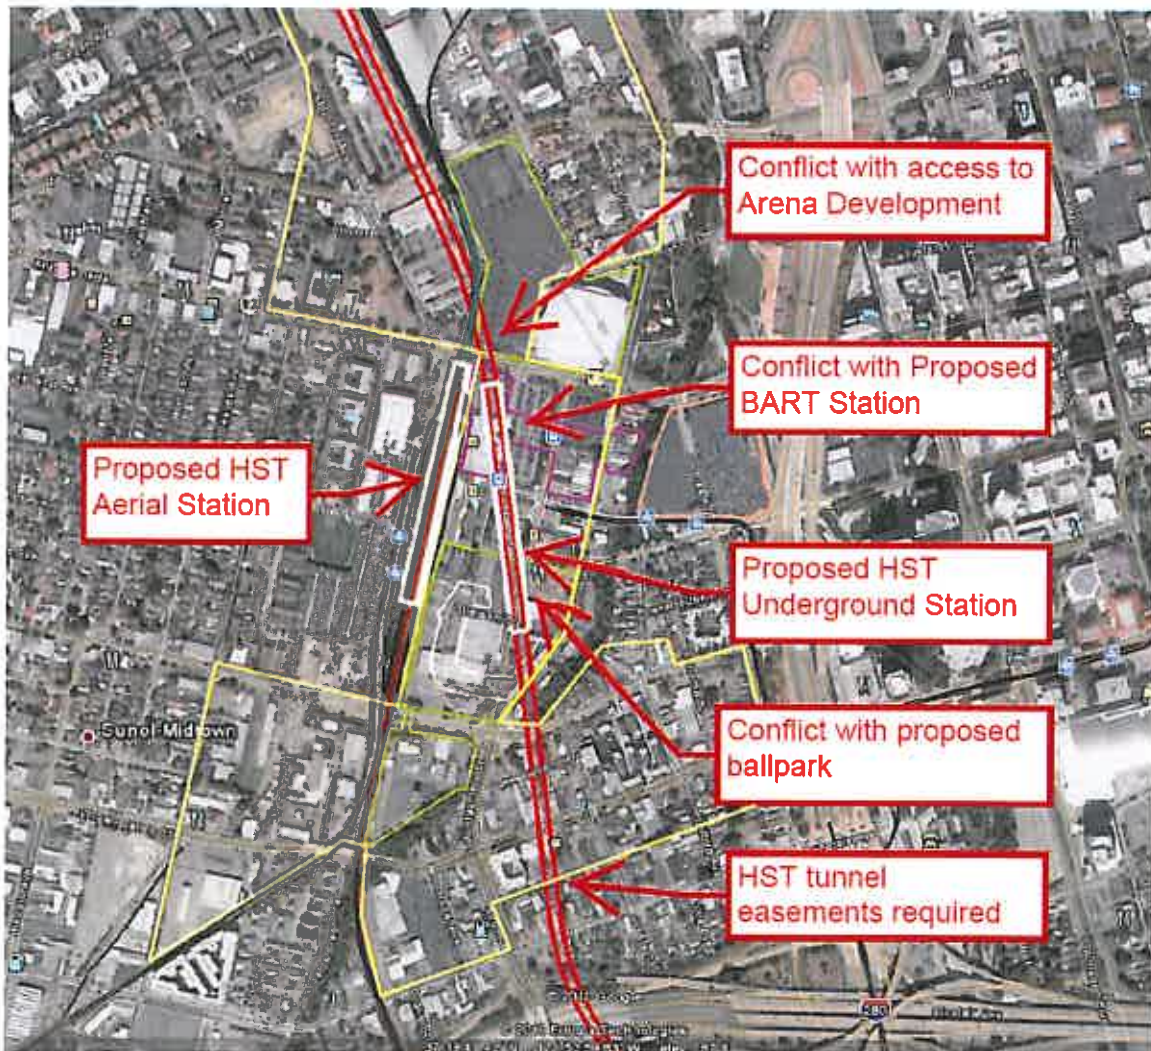 Conflict with access to
Arena Development
Conflict with Proposed
BART Station
Proposed HST
Aerial Station
Proposed HST
Underground Station
Sunol-Midtown
Conflict with proposed
ballpark
HST tunnel
easements required
280